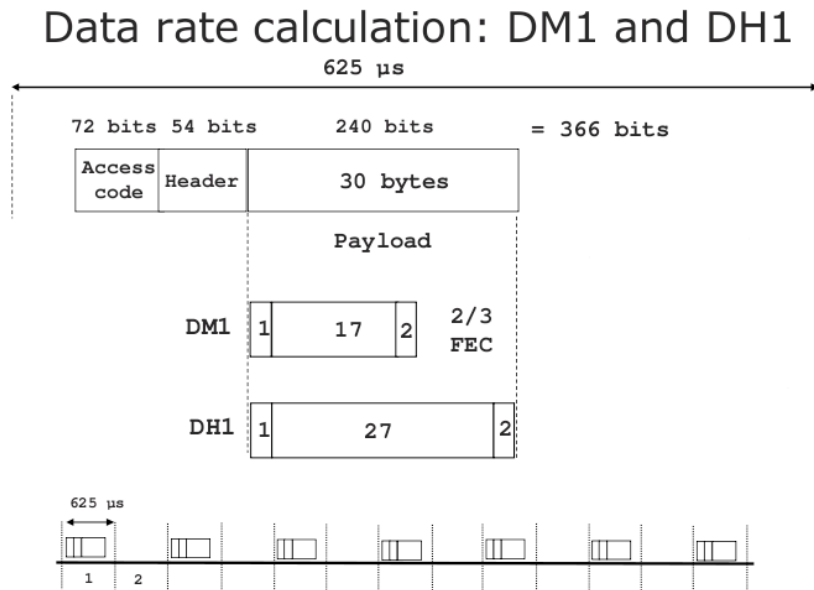 Data rate calculation: DM1 and DH1
625 μs
72 bits 54 bits 240 bits = 366 bits
Access code Header 30 bytes
Payload
DM1 1 17 2 2/3 FEC
DH1 1 27 2
625 μs
1 2